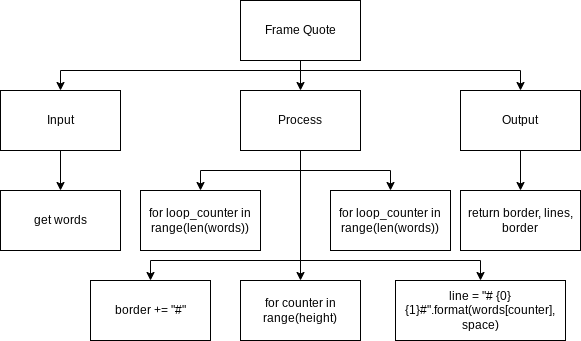 Frame Quote
Input
Process
Output
get words
for loop_counter in
range(len(words))
for loop_counter in
range(len(words))
return border, lines,
border
border += "#"
for counter in
range(height)
line = "# {0}
{1}#".format(words[counter],
space)